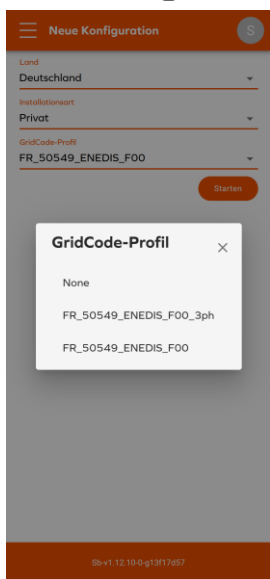 Neue Konfiguration
S
Land
Deutschland
Installationsort
Privat
GridCode-Profil
FR_50549_ENEDIS_F00
Starten
GridCode-Profil
None
FR_50549_ENEDIS_F00_3ph
FR_50549_ENEDIS_F00
Sb-v1.12.10-0-g13f17d57